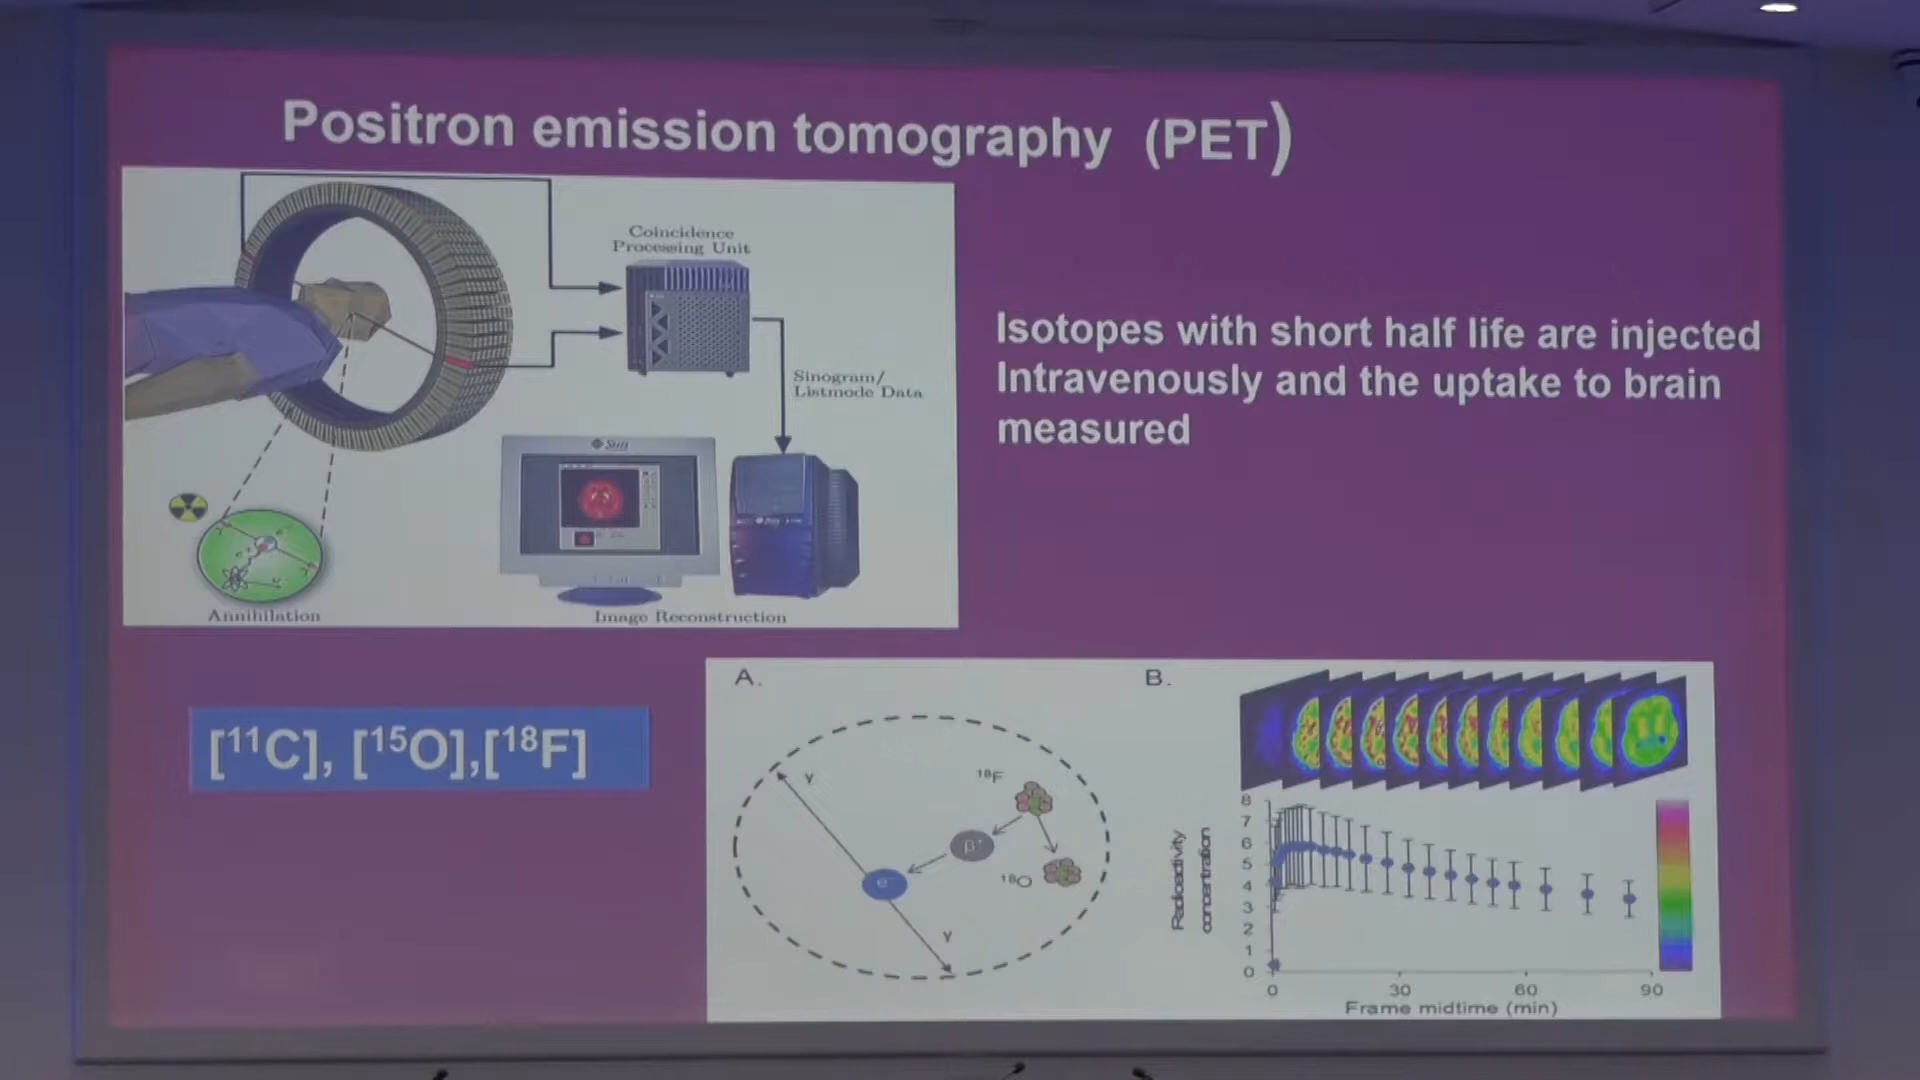 Positron emission tomography (PET)
Coincidence
Processing Unit
Sinogram/
Listmode Data
Sun
Annihilation
Image Reconstruction
Isotopes with short half life are injected
Intravenously and the uptake to brain
measured
[¹¹C], [¹⁵O],[¹⁸F]
A.
γ
¹⁸F
β⁺
e⁻
¹⁸O
γ
B.
Radioactivity
concentration
8
7
6
5
4
3
2
1
0
0 30 60 90
Frame midtime (min)